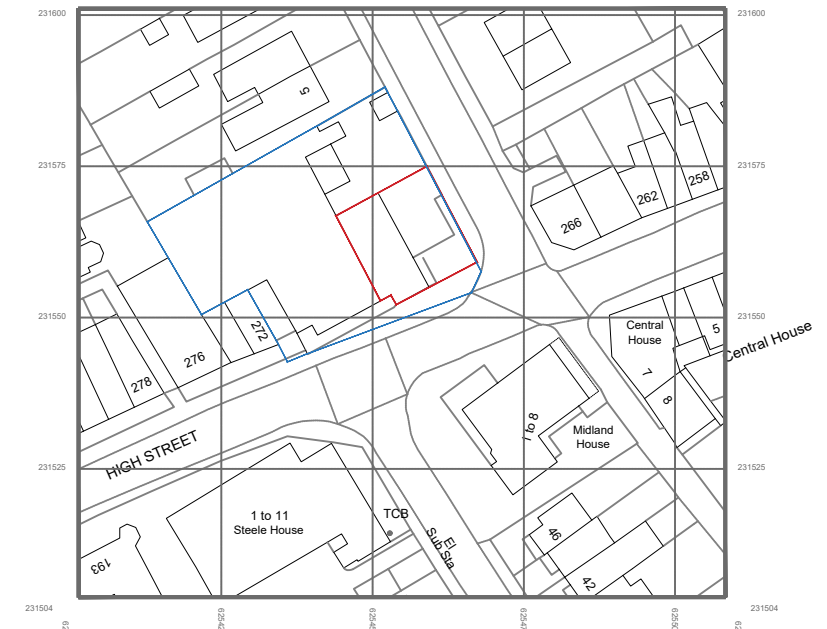 231600
231600
5
231575
231575
258
262
266
231550
231550
272
Central
House
5
Central House
276
7
278
8
1 to 8
Midland
House
HIGH STREET
231525
231525
1 to 11
Steele House
TCB
El
Sub Sta
46
193
42
231504
231504